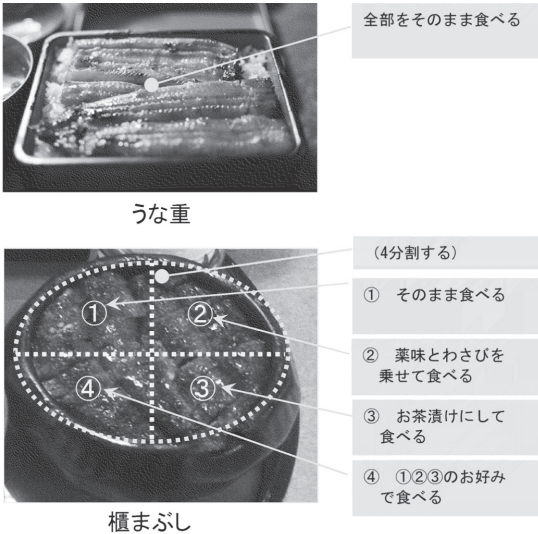 全部をそのまま食べる
うな重
(4分割する)
① そのまま食べる
② 薬味とわさびを
乗せて食べる
③ お茶漬けにして
食べる
④ ①②③のお好み
で食べる
①
②
④
③
櫃まぶし